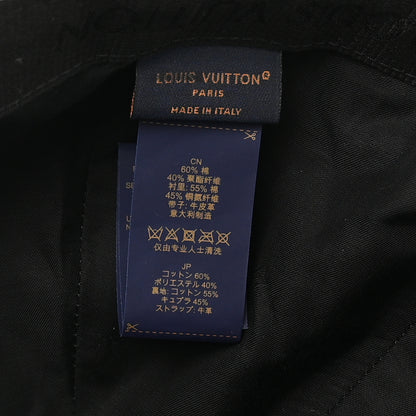 LOUIS VUITTON
PARIS
MADE IN ITALY
CN
60% 棉
40% 聚酯纤维
衬里: 55% 棉
45% 铜氨纤维
带子: 牛皮革
意大利制造
仅由专业人士清洗
JP
コットン 60%
ポリエステル 40%
裏地: コットン 55%
キュプラ 45%
ストラップ: 牛革